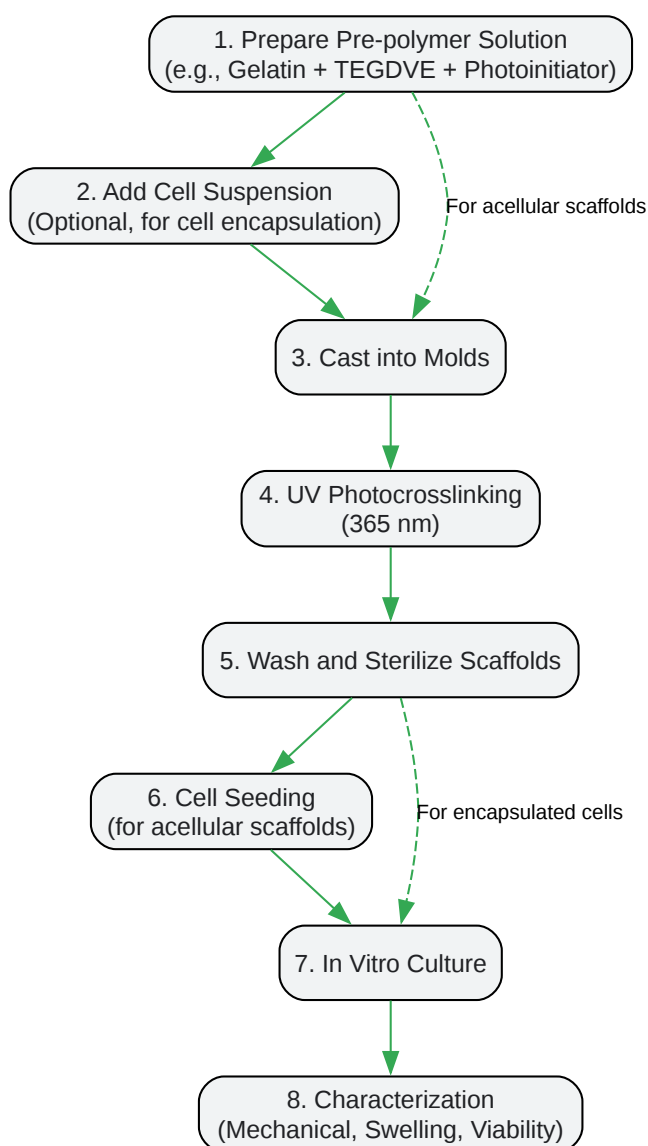 1. Prepare Pre-polymer Solution
(e.g., Gelatin + TEGDVE + Photoinitiator)
2. Add Cell Suspension
(Optional, for cell encapsulation)
For acellular scaffolds
3. Cast into Molds
4. UV Photocrosslinking
(365 nm)
5. Wash and Sterilize Scaffolds
6. Cell Seeding
(for acellular scaffolds)
For encapsulated cells
7. In Vitro Culture
8. Characterization
(Mechanical, Swelling, Viability)